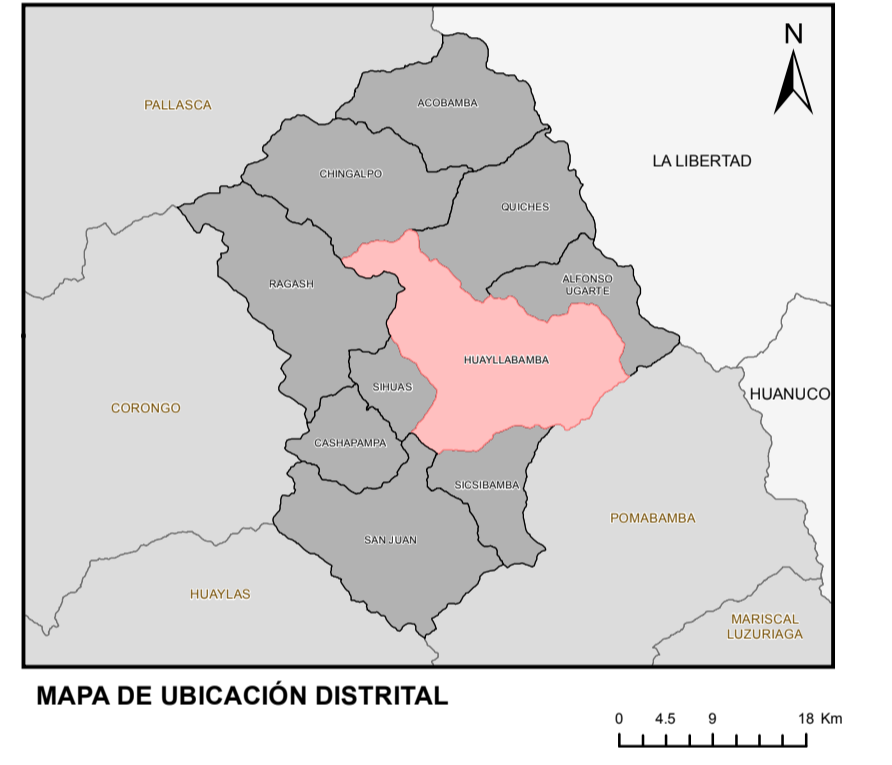 N
ACOBAMBA
PALLASCA
LA LIBERTAD
CHINGALPO
QUICHES
RAGASH
ALFONSO
UGARTE
HUAYLLABAMBA
SIHUAS
HUANUCO
CORONGO
CASHAPAMPA
SICSIBAMBA
POMABAMBA
SAN JUAN
HUAYLAS
MARISCAL
LUZURIAGA
MAPA DE UBICACIÓN DISTRITAL
0 4.5 9 18 Km